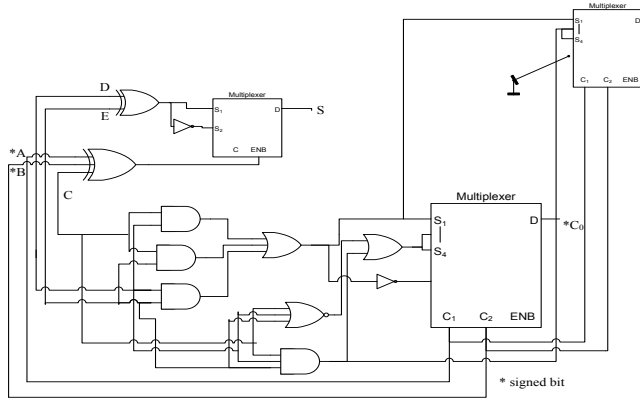 Multiplexer
S1
S4
D
C1 C2 ENB
D
E
Multiplexer
S1
S2
D
S
C ENB
*A
*B
C
Multiplexer
S1
S4
D
*C0
C1 C2 ENB
* signed bit